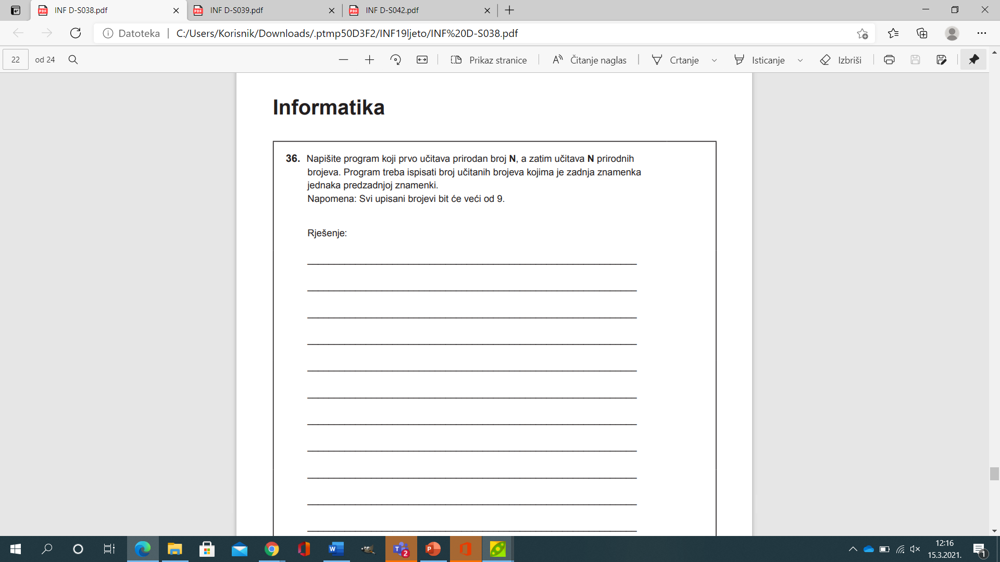 INF D-S038.pdf
INF D-S039.pdf
INF D-S042.pdf
Datoteka
C:/Users/Korisnik/Downloads/.ptmp50D3F2/INF19ljeto/INF%20D-S038.pdf
22
od 24
Prikaz stranice
Čitanje naglas
Crtanje
Isticanje
Izbriši
Informatika
36. Napišite program koji prvo učitava prirodan broj N, a zatim učitava N prirodnih
brojeva. Program treba ispisati broj učitanih brojeva kojima je zadnja znamenka
jednaka predzadnjoj znamenki.
Napomena: Svi upisani brojevi bit će veći od 9.
Rješenje:
12:16
15.3.2021.
2
1